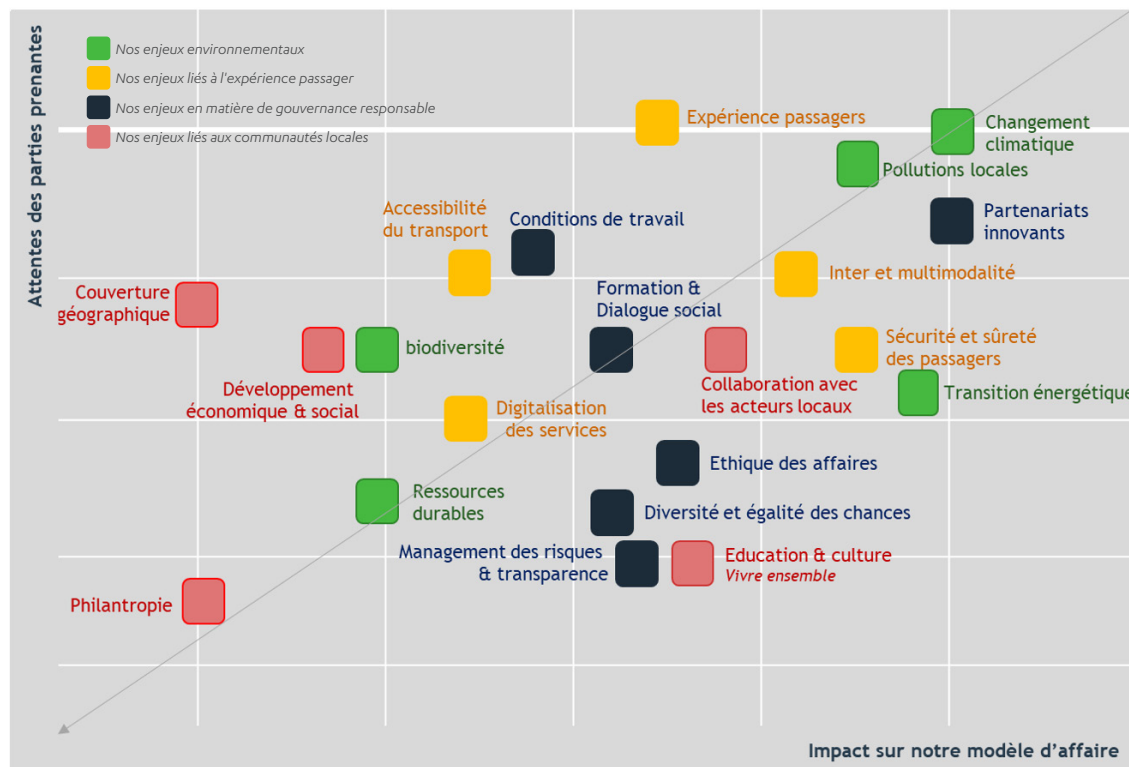 Attentes des parties prenantes
Nos enjeux environnementaux
Nos enjeux liés à l'expérience passager
Nos enjeux en matière de gouvernance responsable
Nos enjeux liés aux communautés locales
Expérience passagers
Changement
climatique
Pollutions locales
Accessibilité
du transport
Conditions de travail
Partenariats
innovants
Couverture
géographique
Formation &
Dialogue social
Inter et multimodalité
biodiversité
Sécurité et sûreté
des passagers
Développement
économique & social
Collaboration avec
les acteurs locaux
Transition énergétique
Digitalisation
des services
Ethique des affaires
Ressources
durables
Diversité et égalité des chances
Management des risques
& transparence
Education & culture
Vivre ensemble
Philantropie
Impact sur notre modèle d’affaire